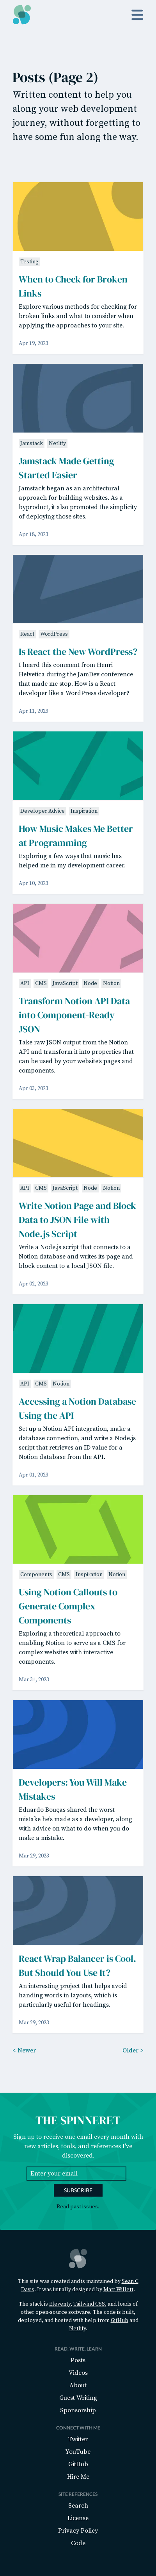 Posts (Page 2)
Written content to help you
along your web development
journey, without forgetting to
have some fun along the way.
Testing
When to Check for Broken
Links
Explore various methods for checking for
broken links and what to consider when
applying the approaches to your site.
Apr 19, 2023
Jamstack Netlify
Jamstack Made Getting
Started Easier
Jamstack began as an architectural
approach for building websites. As a
byproduct, it also promoted the simplicity
of deploying those sites.
Apr 18, 2023
React WordPress
Is React the New WordPress?
I heard this comment from Henri
Helvetica during the JamDev conference
that made me stop. How is a React
developer like a WordPress developer?
Apr 11, 2023
Developer Advice Inspiration
How Music Makes Me Better
at Programming
Exploring a few ways that music has
helped me in my development career.
Apr 10, 2023
API CMS JavaScript Node Notion
Transform Notion API Data
into Component-Ready
JSON
Take raw JSON output from the Notion
API and transform it into properties that
can be used by your website's pages and
components.
Apr 03, 2023
API CMS JavaScript Node Notion
Write Notion Page and Block
Data to JSON File with
Node.js Script
Write a Node.js script that connects to a
Notion database and writes its page and
block content to a local JSON file.
Apr 02, 2023
API CMS Notion
Accessing a Notion Database
Using the API
Set up a Notion API integration, make a
database connection, and write a Node.js
script that retrieves an ID value for a
Notion database from the API.
Apr 01, 2023
Components CMS Inspiration Notion
Using Notion Callouts to
Generate Complex
Components
Exploring a theoretical approach to
enabling Notion to serve as a CMS for
complex websites with interactive
components.
Mar 31, 2023
Developers: You Will Make
Mistakes
Eduardo Bouças shared the worst
mistake he's made as a developer, along
with advice on what to do when you do
make a mistake.
Mar 29, 2023
React Wrap Balancer is Cool.
But Should You Use It?
An interesting project that helps avoid
hanging words in layouts, which is
particularly useful for headings.
Mar 29, 2023
< Newer Older >
THE SPINNERET
Sign up to receive one email every month with
new articles, tools, and references I've
discovered.
Enter your email
SUBSCRIBE
Read past issues.
This site was created and is maintained by Sean C
Davis. It was initially designed by Matt Willett.
The stack is Eleventy, Tailwind CSS, and loads of
other open-source software. The code is built,
deployed, and hosted with help from GitHub and
Netlify.
READ, WRITE, LEARN
Posts
Videos
About
Guest Writing
Sponsorship
CONNECT WITH ME
Twitter
YouTube
GitHub
Hire Me
SITE REFERENCES
Search
License
Privacy Policy
Code